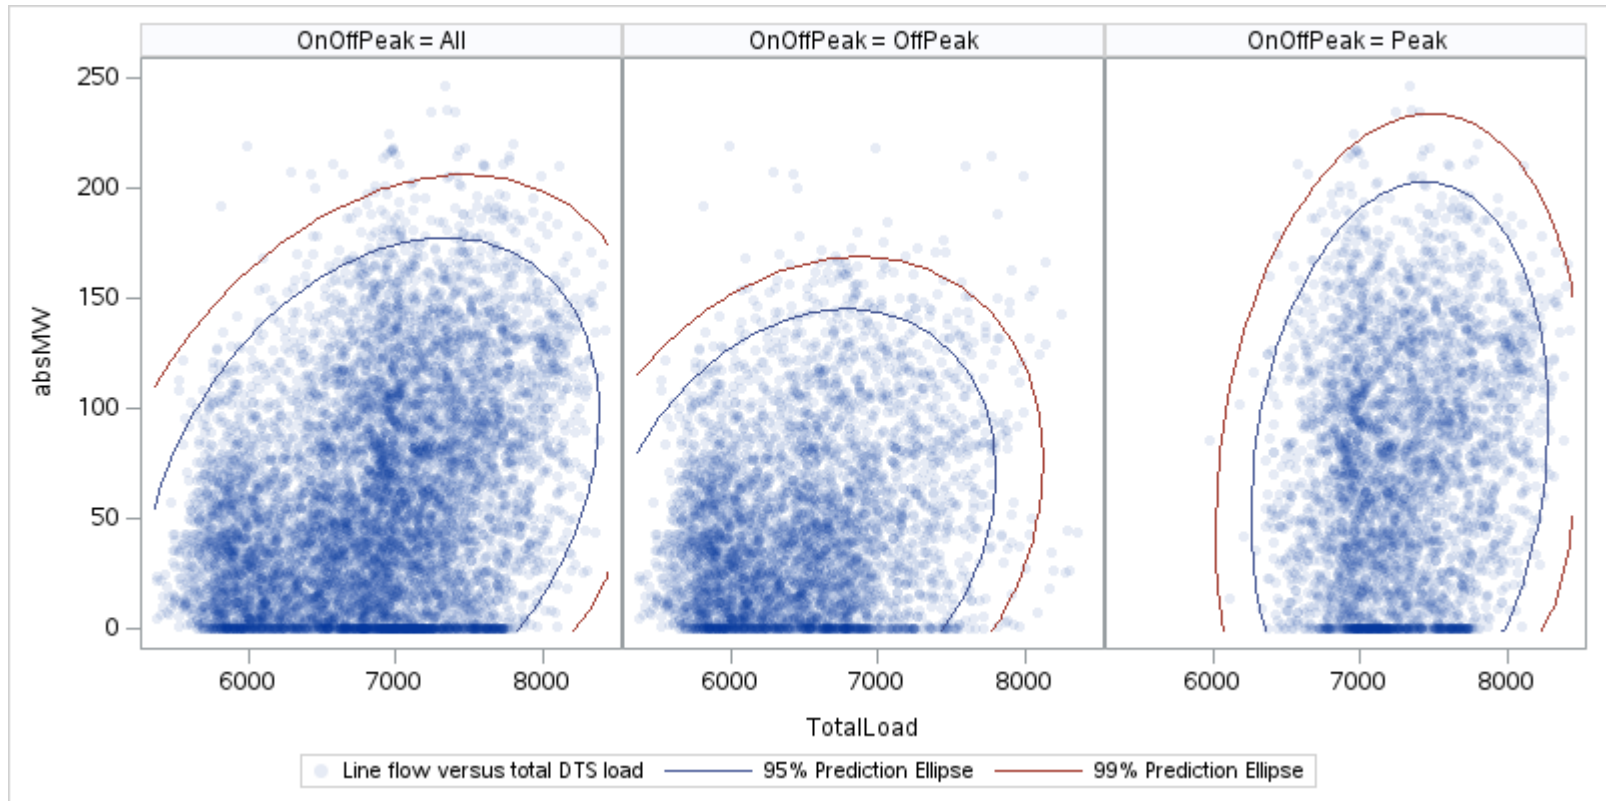 OnOffPeak = All
OnOffPeak = OffPeak
OnOffPeak = Peak
250
200
150
100
50
0
absMW
6000 7000 8000
6000 7000 8000
6000 7000 8000
TotalLoad
Line flow versus total DTS load
95% Prediction Ellipse
99% Prediction Ellipse